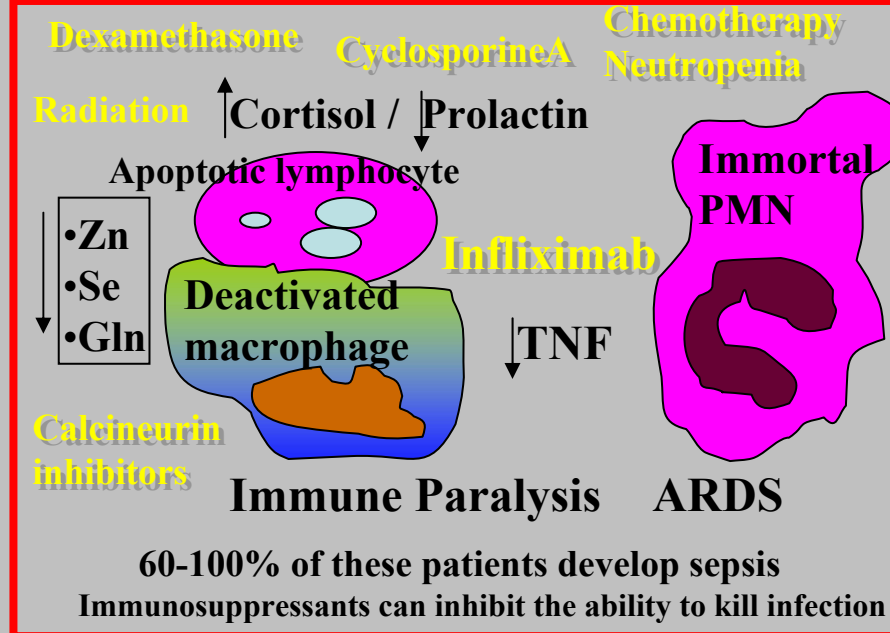 Dexamethasone
CyclosporineA
Chemotherapy
Neutropenia
Radiation
↑Cortisol / ↓Prolactin
Apoptotic lymphocyte
Immortal
PMN
↓
•Zn
•Se
•Gln
Infliximab
Deactivated
macrophage
↓TNF
Calcineurin
inhibitors
Immune Paralysis
ARDS
60-100% of these patients develop sepsis
Immunosuppressants can inhibit the ability to kill infection